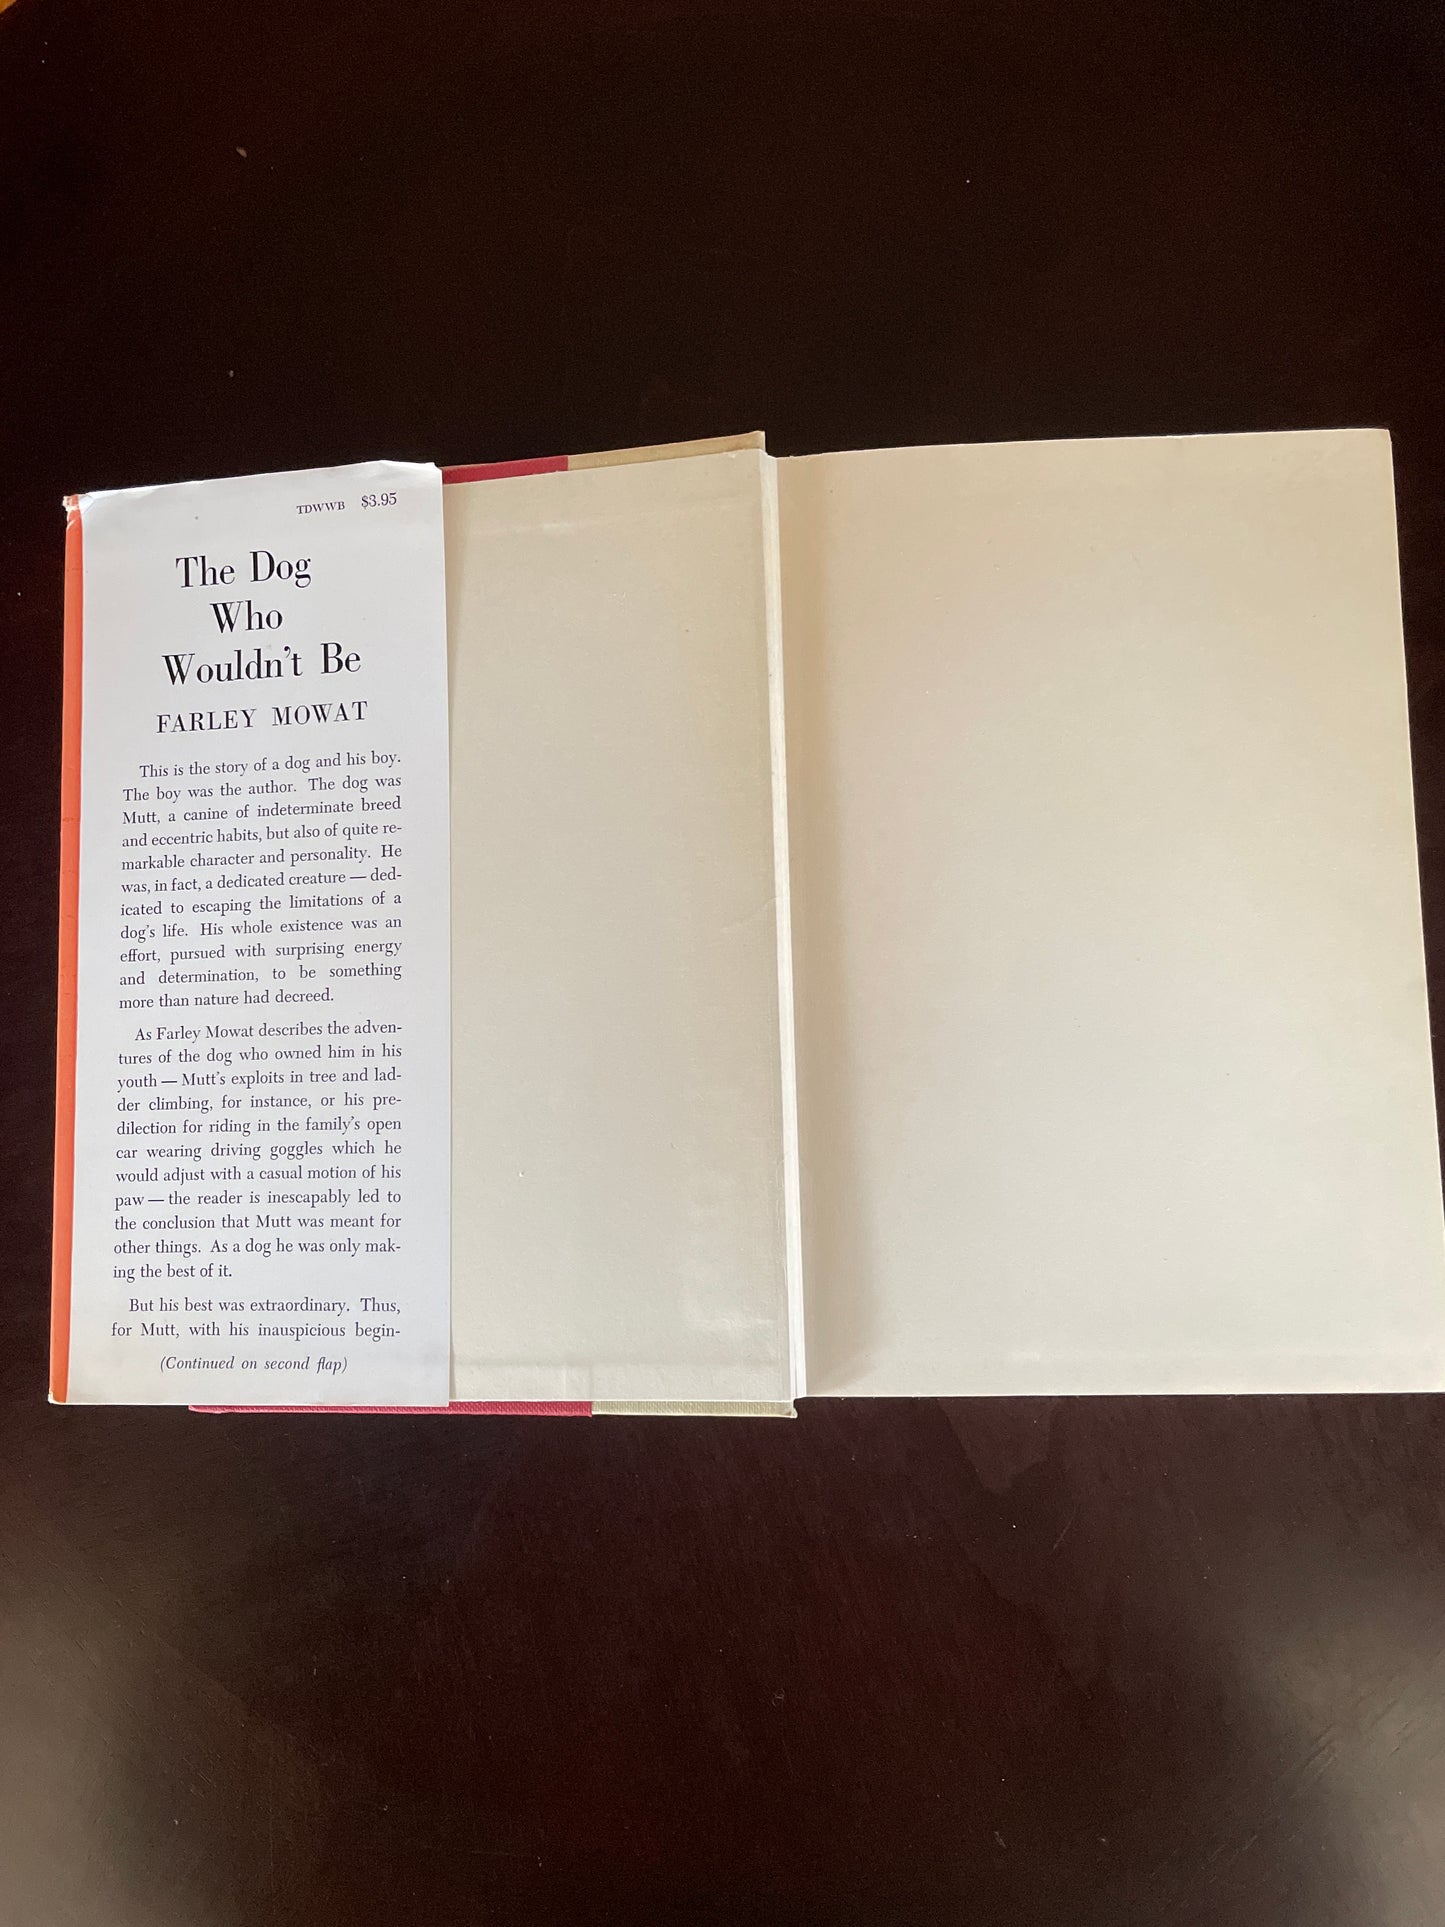 TDWWB $3.95
The Dog
Who
Wouldn't Be
FARLEY MOWAT
This is the story of a dog and his boy.
The boy was the author. The dog was
Mutt, a canine of indeterminate breed
and eccentric habits, but also of quite re-
markable character and personality. He
was, in fact, a dedicated creature — ded-
icated to escaping the limitations of a
dog's life. His whole existence was an
effort, pursued with surprising energy
and determination, to be something
more than nature had decreed.
As Farley Mowat describes the adven-
tures of the dog who owned him in his
youth — Mutt's exploits in tree and lad-
der climbing, for instance, or his pre-
dilection for riding in the family's open
car wearing driving goggles which he
would adjust with a casual motion of his
paw — the reader is inescapably led to
the conclusion that Mutt was meant for
other things. As a dog he was only mak-
ing the best of it.
But his best was extraordinary. Thus,
for Mutt, with his inauspicious begin-
(Continued on second flap)